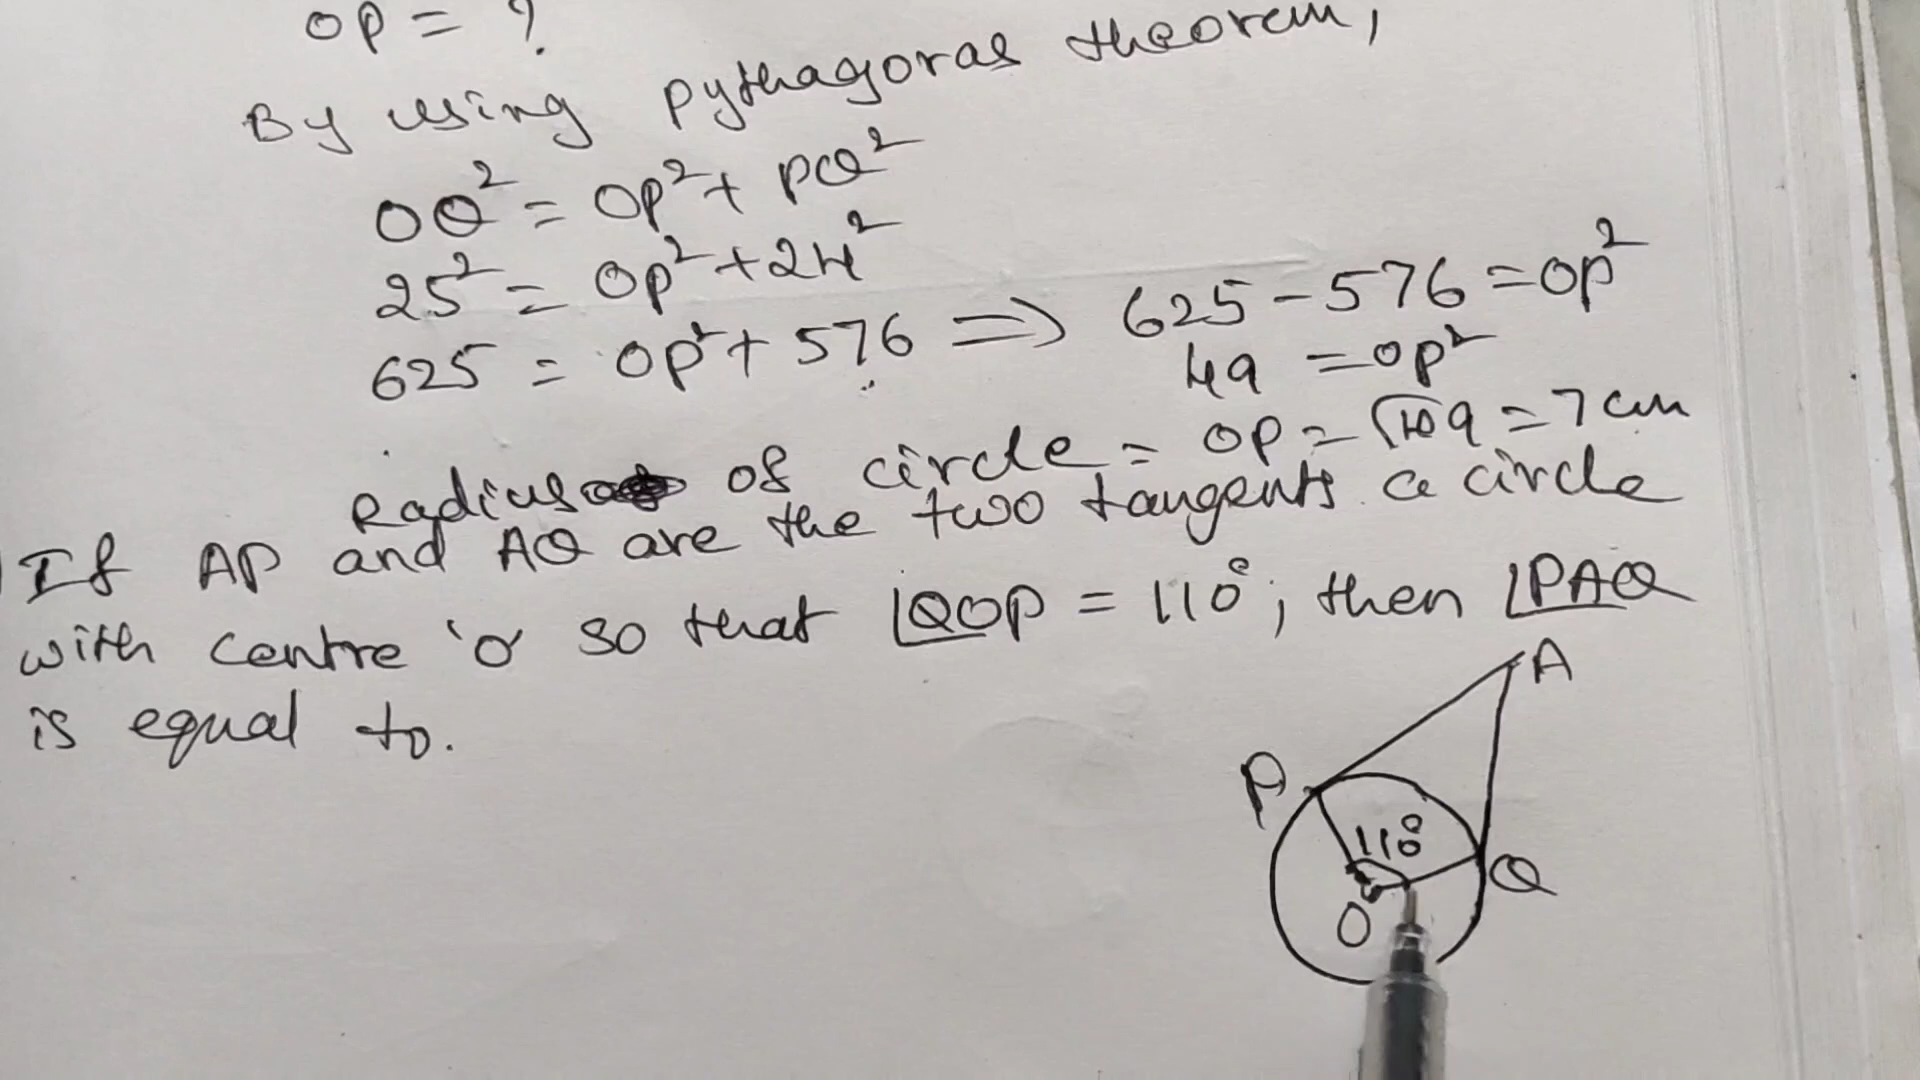 OP = ?
By using pythagoras theorem,
OQ² = OP² + PQ²
25² = OP² + 24²
625 = OP² + 576 ⇒ 625 - 576 = OP²
49 = OP²
Radius of circle = OP = √49 = 7 cm
If AP and AQ are the two tangents a circle
with centre 'O' so that ∠QOP = 110°, then ∠PAQ
is equal to.
A
P
110°
Q
O